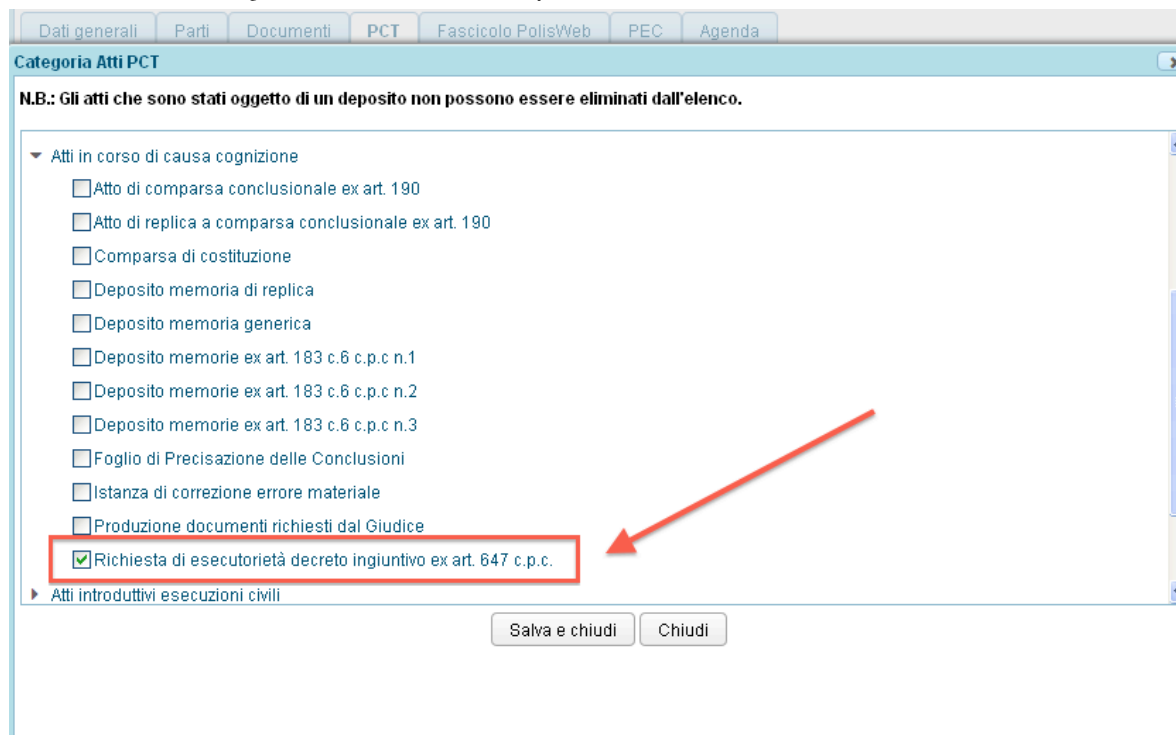 Dati generali Parti Documenti PCT Fascicolo PolisWeb PEC Agenda
Categoria Atti PCT
N.B.: Gli atti che sono stati oggetto di un deposito non possono essere eliminati dall'elenco.
Atti in corso di causa cognizione
Atto di comparsa conclusionale ex art. 190
Atto di replica a comparsa conclusionale ex art. 190
Comparsa di costituzione
Deposito memoria di replica
Deposito memoria generica
Deposito memorie ex art. 183 c.6 c.p.c n.1
Deposito memorie ex art. 183 c.6 c.p.c n.2
Deposito memorie ex art. 183 c.6 c.p.c n.3
Foglio di Precisazione delle Conclusioni
Istanza di correzione errore materiale
Produzione documenti richiesti dal Giudice
Richiesta di esecutorietà decreto ingiuntivo ex art. 647 c.p.c.
Atti introduttivi esecuzioni civili
Salva e chiudi Chiudi